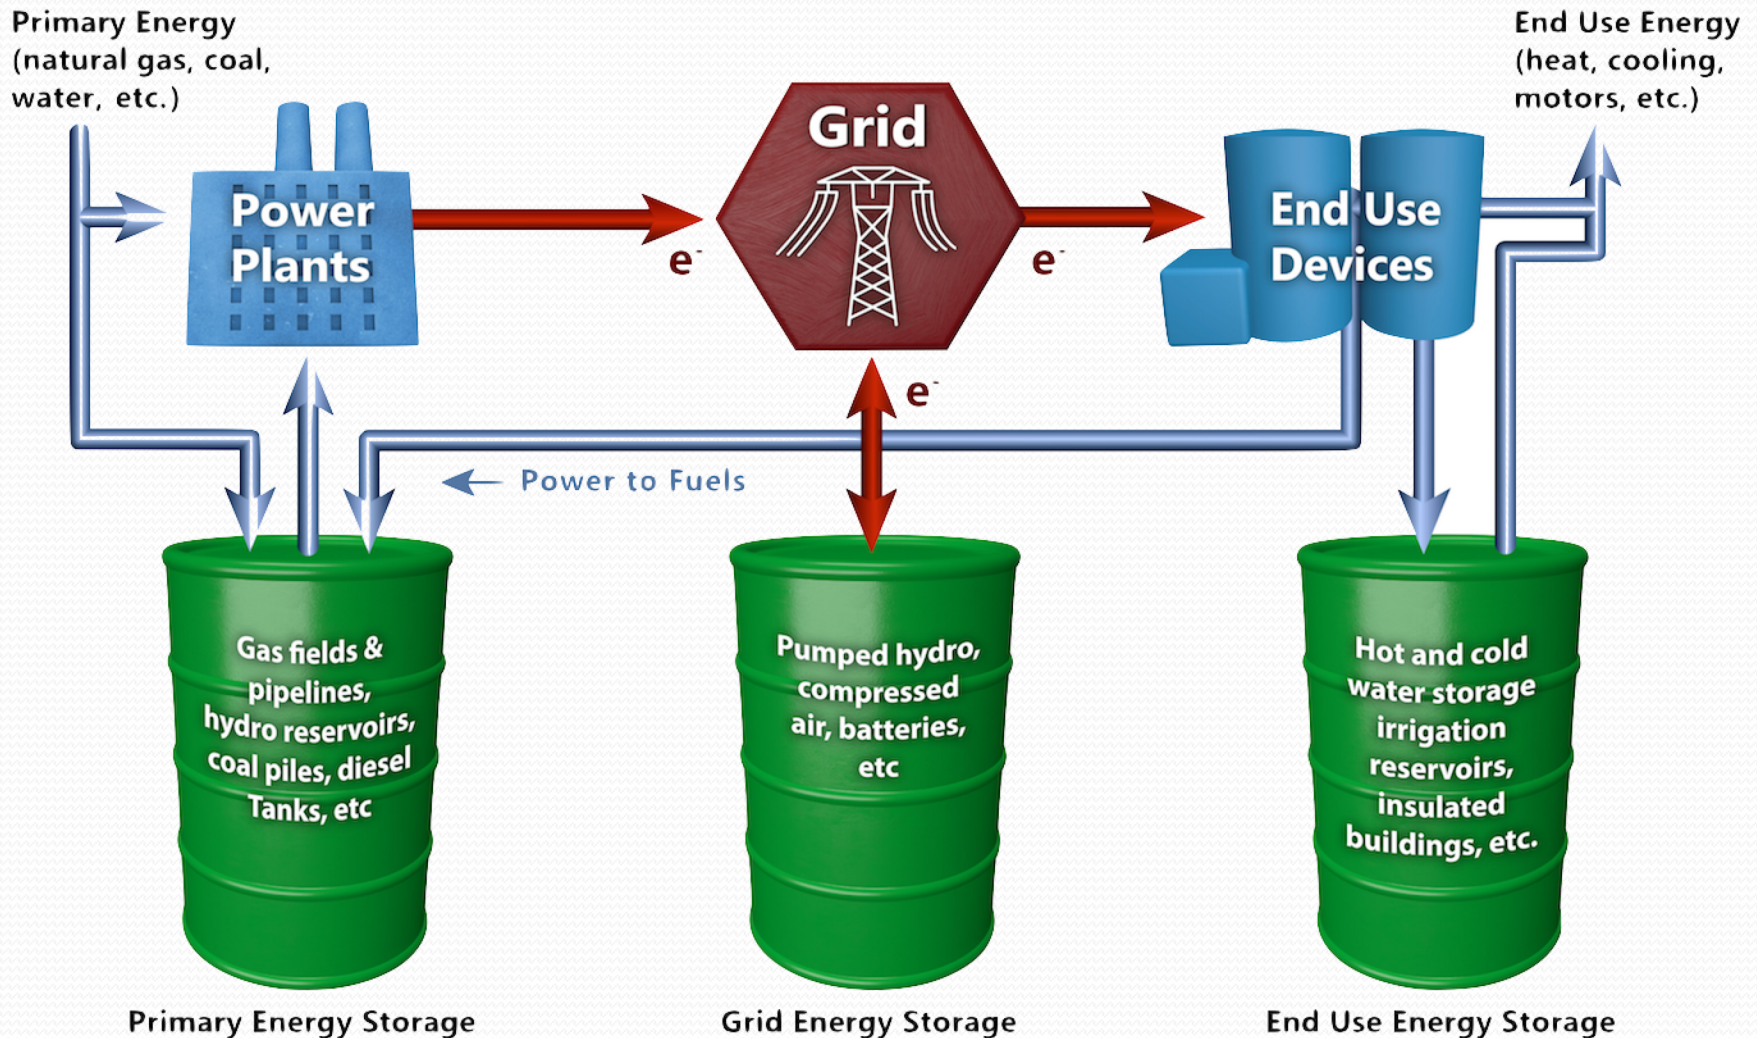 Primary Energy
(natural gas, coal,
water, etc.)
End Use Energy
(heat, cooling,
motors, etc.)
Power
Plants
e-
Grid
e-
End Use
Devices
e-
Power to Fuels
Gas fields &
pipelines,
hydro reservoirs,
coal piles, diesel
Tanks, etc
Pumped hydro,
compressed
air, batteries,
etc
Hot and cold
water storage
irrigation
reservoirs,
insulated
buildings, etc.
Primary Energy Storage
Grid Energy Storage
End Use Energy Storage